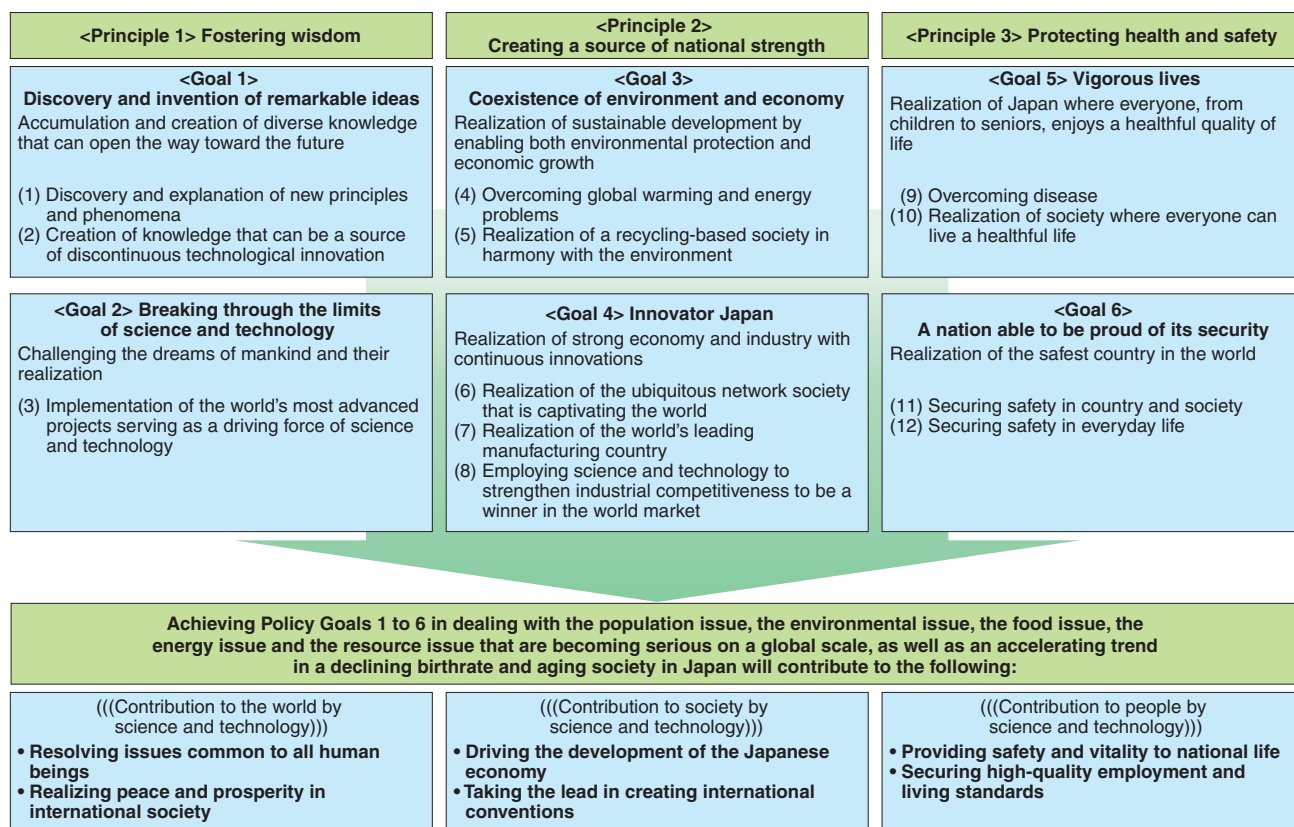 <Principle 1> Fostering wisdom
<Goal 1>
Discovery and invention of remarkable ideas
Accumulation and creation of diverse knowledge
that can open the way toward the future
(1) Discovery and explanation of new principles
and phenomena
(2) Creation of knowledge that can be a source
of discontinuous technological innovation
<Goal 2> Breaking through the limits
of science and technology
Challenging the dreams of mankind and their
realization
(3) Implementation of the world's most advanced
projects serving as a driving force of science
and technology
<Principle 2>
Creating a source of national strength
<Goal 3>
Coexistence of environment and economy
Realization of sustainable development by
enabling both environmental protection and
economic growth
(4) Overcoming global warming and energy
problems
(5) Realization of a recycling-based society in
harmony with the environment
<Goal 4> Innovator Japan
Realization of strong economy and industry with
continuous innovations
(6) Realization of the ubiquitous network society
that is captivating the world
(7) Realization of the world's leading
manufacturing country
(8) Employing science and technology to
strengthen industrial competitiveness to be a
winner in the world market
<Principle 3> Protecting health and safety
<Goal 5> Vigorous lives
Realization of Japan where everyone, from
children to seniors, enjoys a healthful quality of
life
(9) Overcoming disease
(10) Realization of society where everyone can
live a healthful life
<Goal 6>
A nation able to be proud of its security
Realization of the safest country in the world
(11) Securing safety in country and society
(12) Securing safety in everyday life
Achieving Policy Goals 1 to 6 in dealing with the population issue, the environmental issue, the food issue, the
energy issue and the resource issue that are becoming serious on a global scale, as well as an accelerating trend
in a declining birthrate and aging society in Japan will contribute to the following:
(((Contribution to the world by
science and technology)))
• Resolving issues common to all human
beings
• Realizing peace and prosperity in
international society
(((Contribution to society by
science and technology)))
• Driving the development of the Japanese
economy
• Taking the lead in creating international
conventions
(((Contribution to people by
science and technology)))
• Providing safety and vitality to national life
• Securing high-quality employment and
living standards